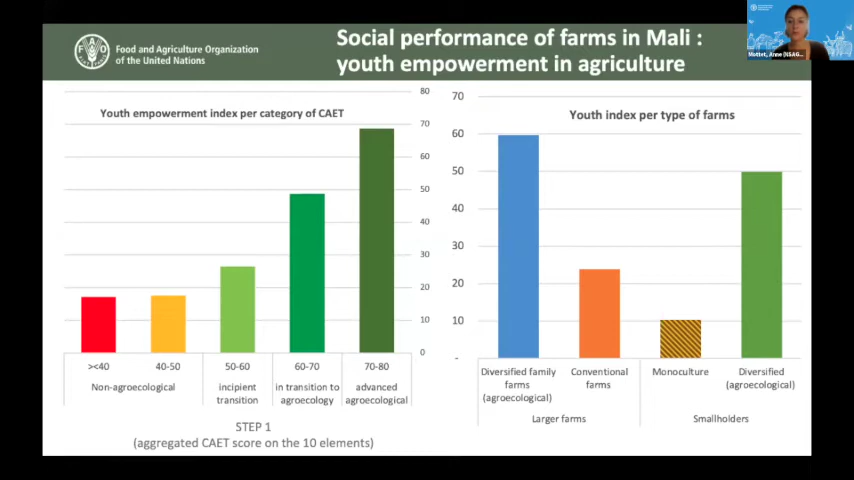 Food and Agriculture Organization
of the United Nations
Social performance of farms in Mali :
youth empowerment in agriculture
Mottet, Anne (NSAG...
Youth empowerment index per category of CAET
80
70
60
50
40
30
20
10
0
><40
40-50
50-60
60-70
70-80
Non-agroecological
incipient
transition
in transition to
agroecology
advanced
agroecological
STEP 1
(aggregated CAET score on the 10 elements)
Youth index per type of farms
70
60
50
40
30
20
10
-
Diversified family
farms
(agroecological)
Conventional
farms
Monoculture
Diversified
(agroecological)
Larger farms
Smallholders